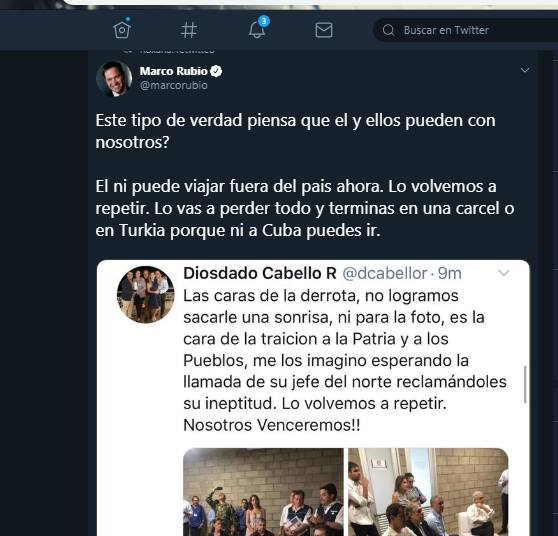 3
Buscar en Twitter
Marco Rubio
@marcorubio
Este tipo de verdad piensa que el y ellos pueden con
nosotros?
El ni puede viajar fuera del pais ahora. Lo volvemos a
repetir. Lo vas a perder todo y terminas en una carcel o
en Turkia porque ni a Cuba puedes ir.
Diosdado Cabello R @dcabellor · 9m
Las caras de la derrota, no logramos
sacarle una sonrisa, ni para la foto, es la
cara de la traicion a la Patria y a los
Pueblos, me los imagino esperando la
llamada de su jefe del norte reclamándoles
su ineptitud. Lo volvemos a repetir.
Nosotros Venceremos!!